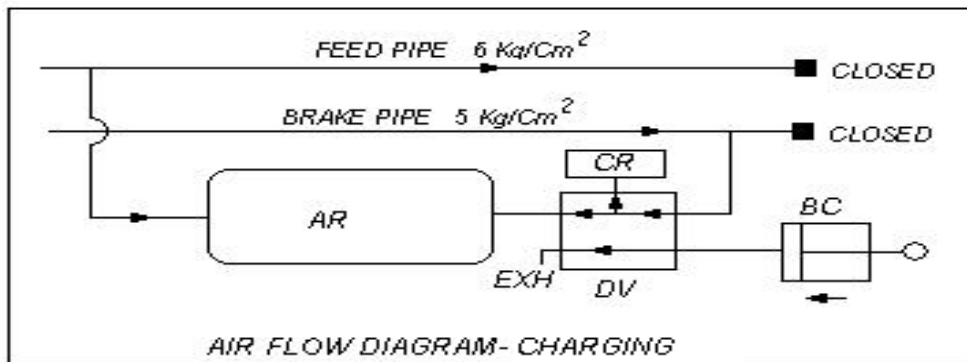 FEED PIPE 6 Kg/Cm²
CLOSED
BRAKE PIPE 5 Kg/Cm²
CLOSED
CR
BC
AR
EXH
DV
AIR FLOW DIAGRAM- CHARGING